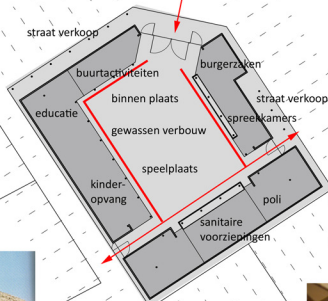 straat verkoop
buurtactiviteiten
burgerzaken
binnen plaats
educatie
straat verkoop
spreekkamers
gewassen verbouw
speelplaats
kinder-
opvang
poli
sanitaire
voorzieningen